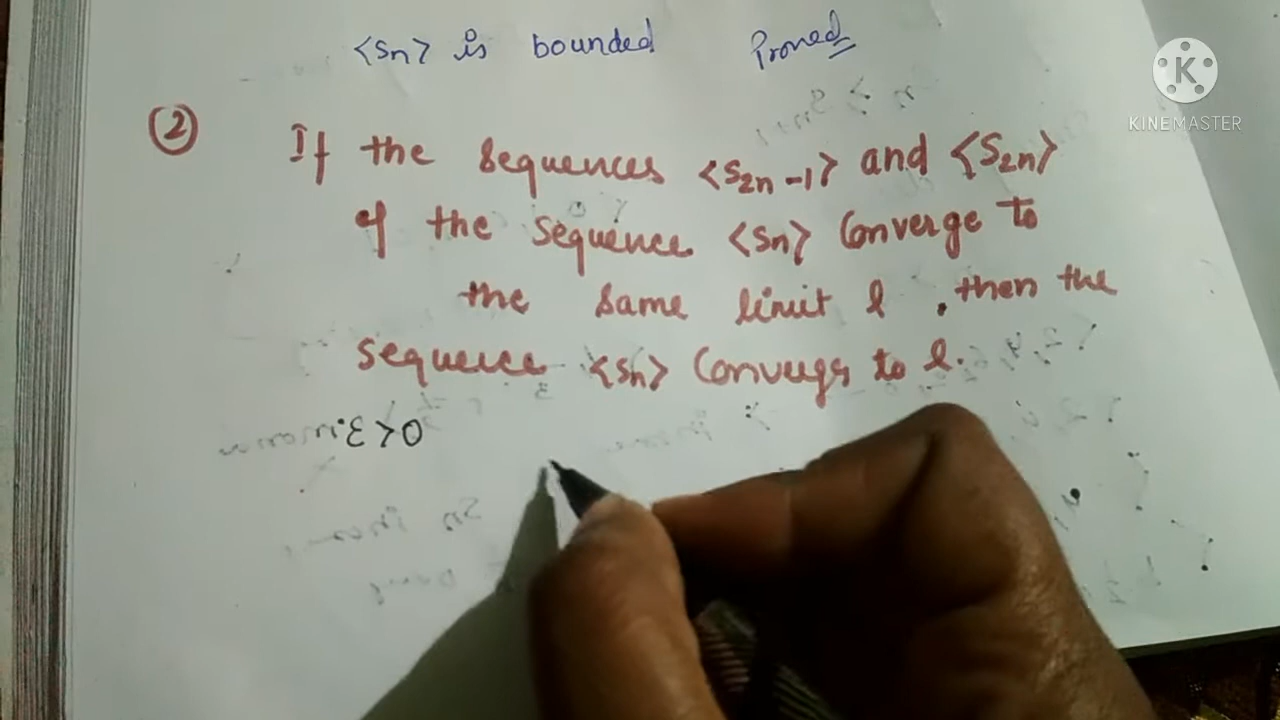 <Sn> is bounded Proved
KINEMASTER
② If the sequences <S2n-1> and <S2n>
of the sequence <Sn> Converge to
the same limit l, then the
sequence <Sn> Converges to l.
ε>0